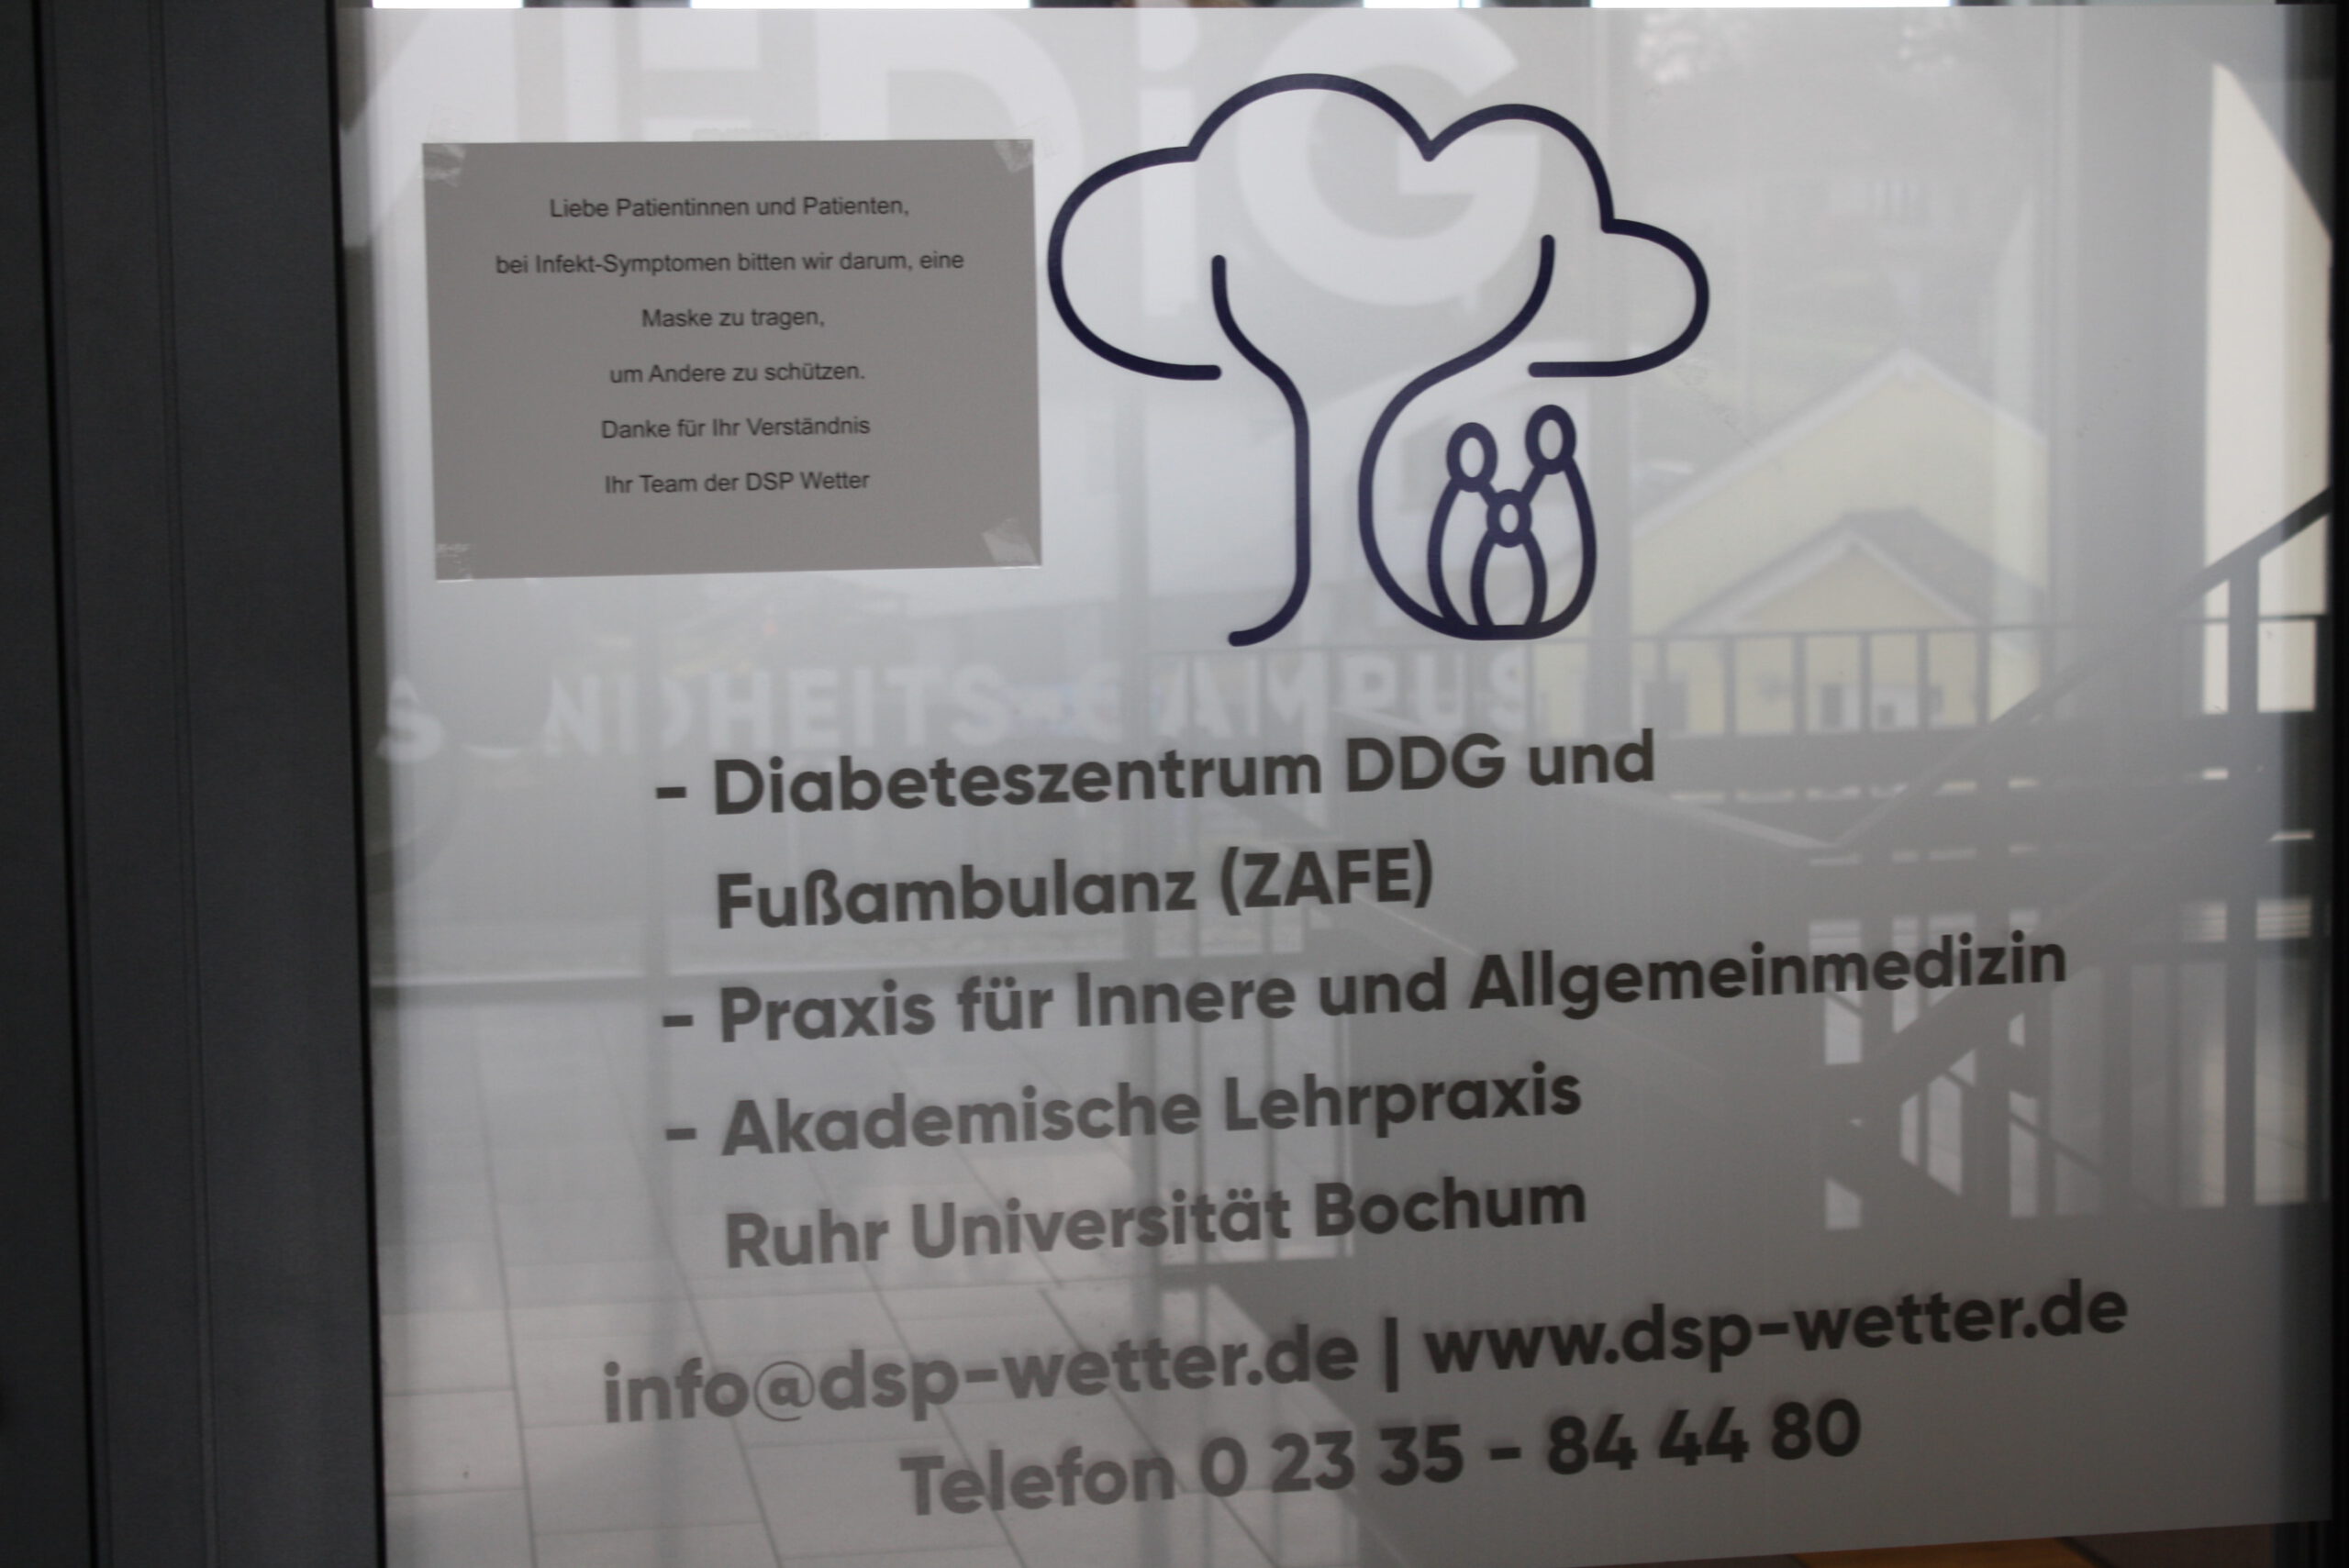 MEDiG
Liebe Patientinnen und Patienten,
bei Infekt-Symptomen bitten wir darum, eine
Maske zu tragen,
um Andere zu schützen.
Danke für Ihr Verständnis
Ihr Team der DSP Wetter
NDHEITS-CAMPUS
- Diabeteszentrum DDG und
Fußambulanz (ZAFE)
- Praxis für Innere und Allgemeinmedizin
- Akademische Lehrpraxis
Ruhr Universität Bochum
info@dsp-wetter.de | www.dsp-wetter.de
Telefon 0 23 35 - 84 44 80